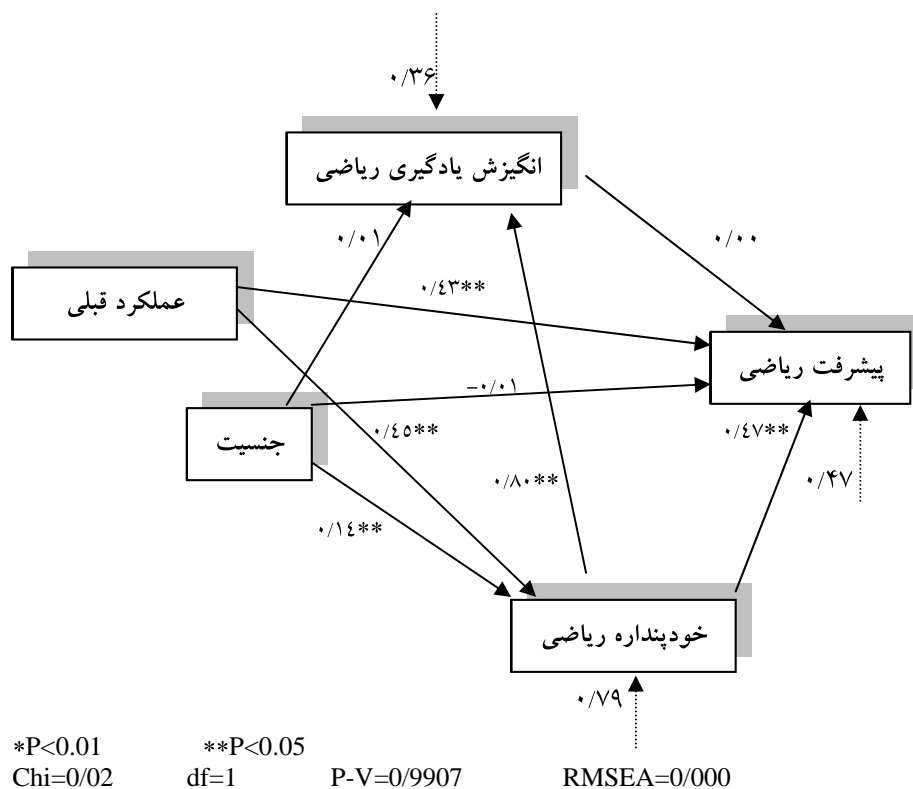 ۰/۳۶
انگیزش یادگیری ریاضی
۰/۰۱
۰/۰۰
عملکرد قبلی
۰/٤۳**
پیشرفت ریاضی
−۰/۰۱
جنسیت
۰/٤٥**
۰/٤۷**
۰/۸۰**
۰/۴۷
۰/۱٤**
خودپنداره ریاضی
۰/۷۹
*P<0.01 **P<0.05
Chi=0/02 df=1 P-V=0/9907 RMSEA=0/000